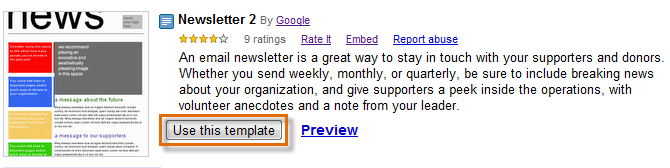 news
Newsletter 2 By Google
9 ratings Rate It Embed Report abuse
An email newsletter is a great way to stay in touch with your supporters and donors.
Whether you send weekly, monthly, or quarterly, be sure to include breaking news
about your organization, and give supporters a peek inside the operations, with
volunteer anecdotes and a note from your leader.
Use this template Preview
we recommend
placing an
evocative and
aesthetically
pleasing image
in this space
a message about the future
a message to our supporters